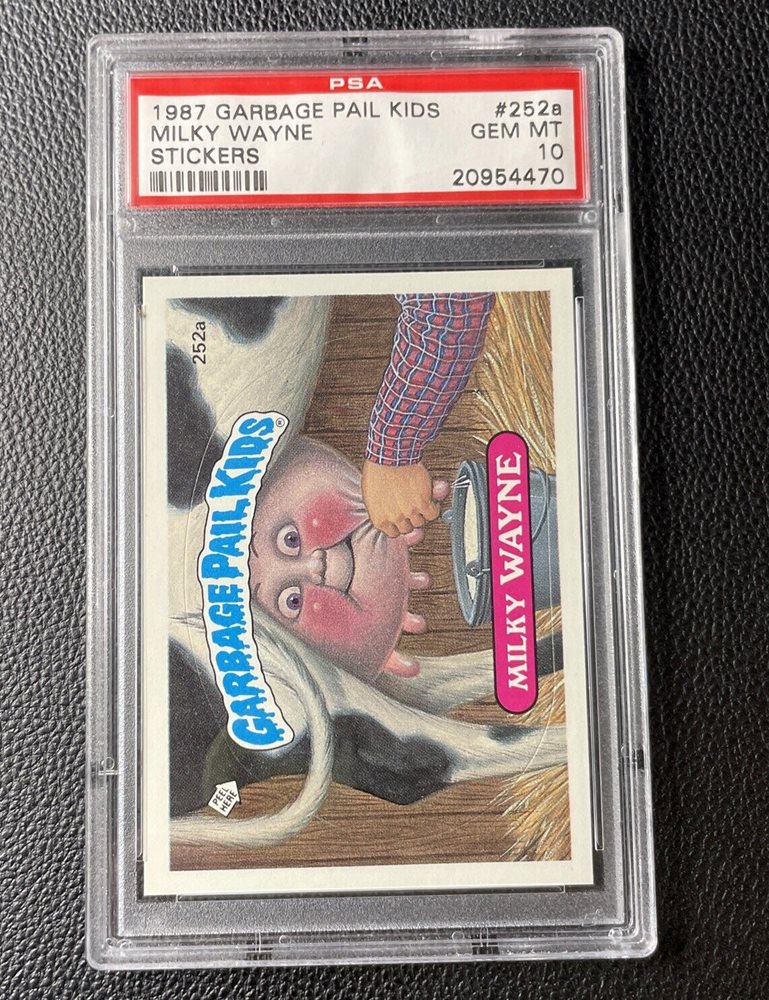 PSA
1987 GARBAGE PAIL KIDS #252a
MILKY WAYNE GEM MT
STICKERS 10
20954470
252a
GARBAGE PAIL KIDS®
MILKY WAYNE
PEEL
HERE